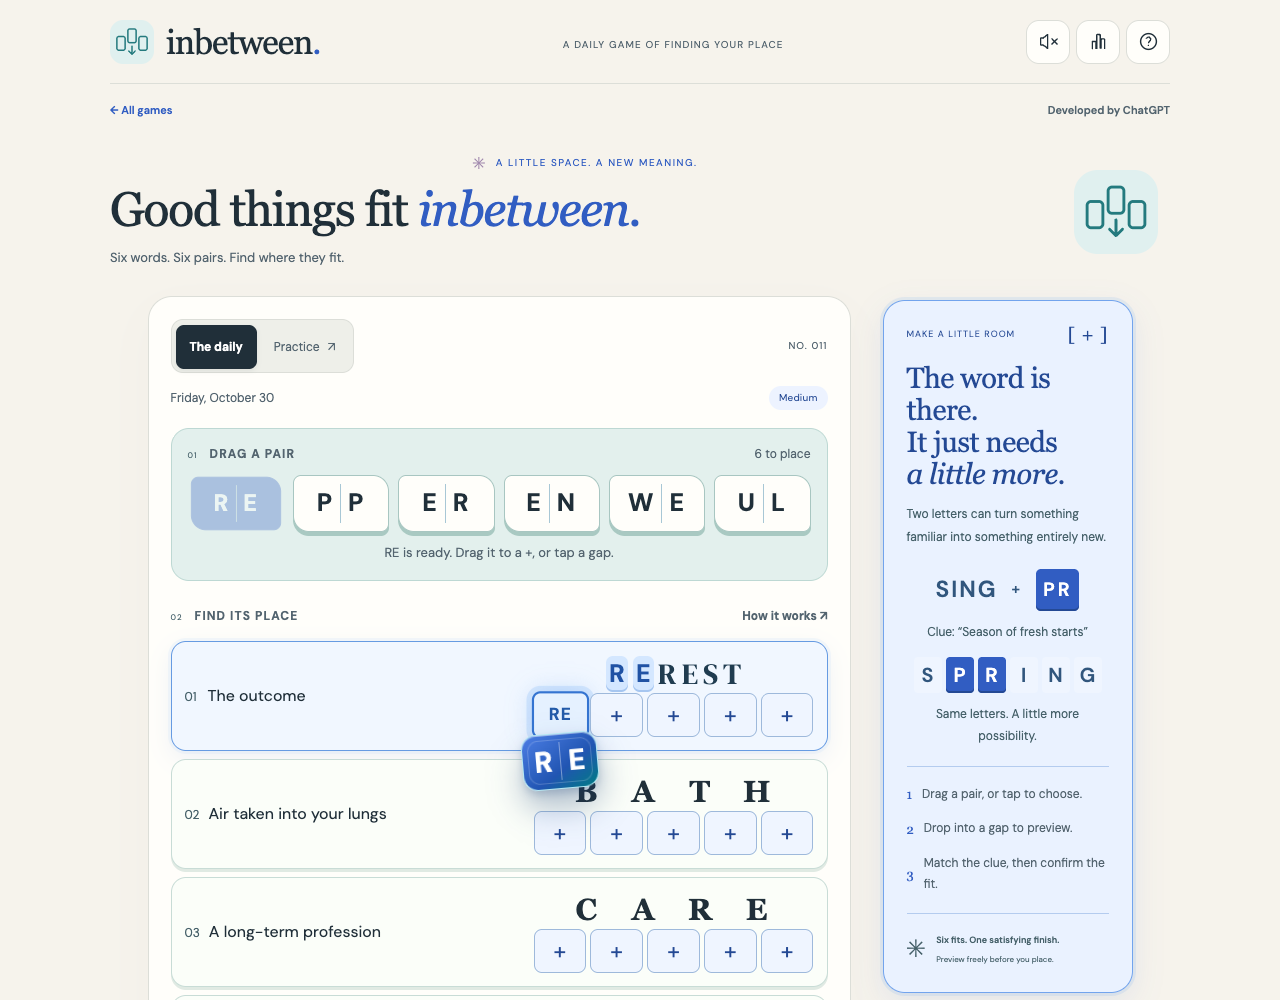 inbetween.
A DAILY GAME OF FINDING YOUR PLACE
← All games
Developed by ChatGPT
A LITTLE SPACE. A NEW MEANING.
Good things fit inbetween.
Six words. Six pairs. Find where they fit.
The daily
Practice ↗
NO. 011
Friday, October 30
Medium
01 DRAG A PAIR
6 to place
R E
P P
E R
E N
W E
U L
RE is ready. Drag it to a +, or tap a gap.
02 FIND ITS PLACE
How it works ↗
01 The outcome
R E R E S T
RE + + + +
R E
02 Air taken into your lungs
B A T H
+ + + + +
03 A long-term profession
C A R E
+ + + + +
MAKE A LITTLE ROOM
[ + ]
The word is
there.
It just needs
a little more.
Two letters can turn something
familiar into something entirely new.
SING + PR
Clue: “Season of fresh starts”
S P R I N G
Same letters. A little more
possibility.
1 Drag a pair, or tap to choose.
2 Drop into a gap to preview.
3 Match the clue, then confirm the
fit.
Six fits. One satisfying finish.
Preview freely before you place.